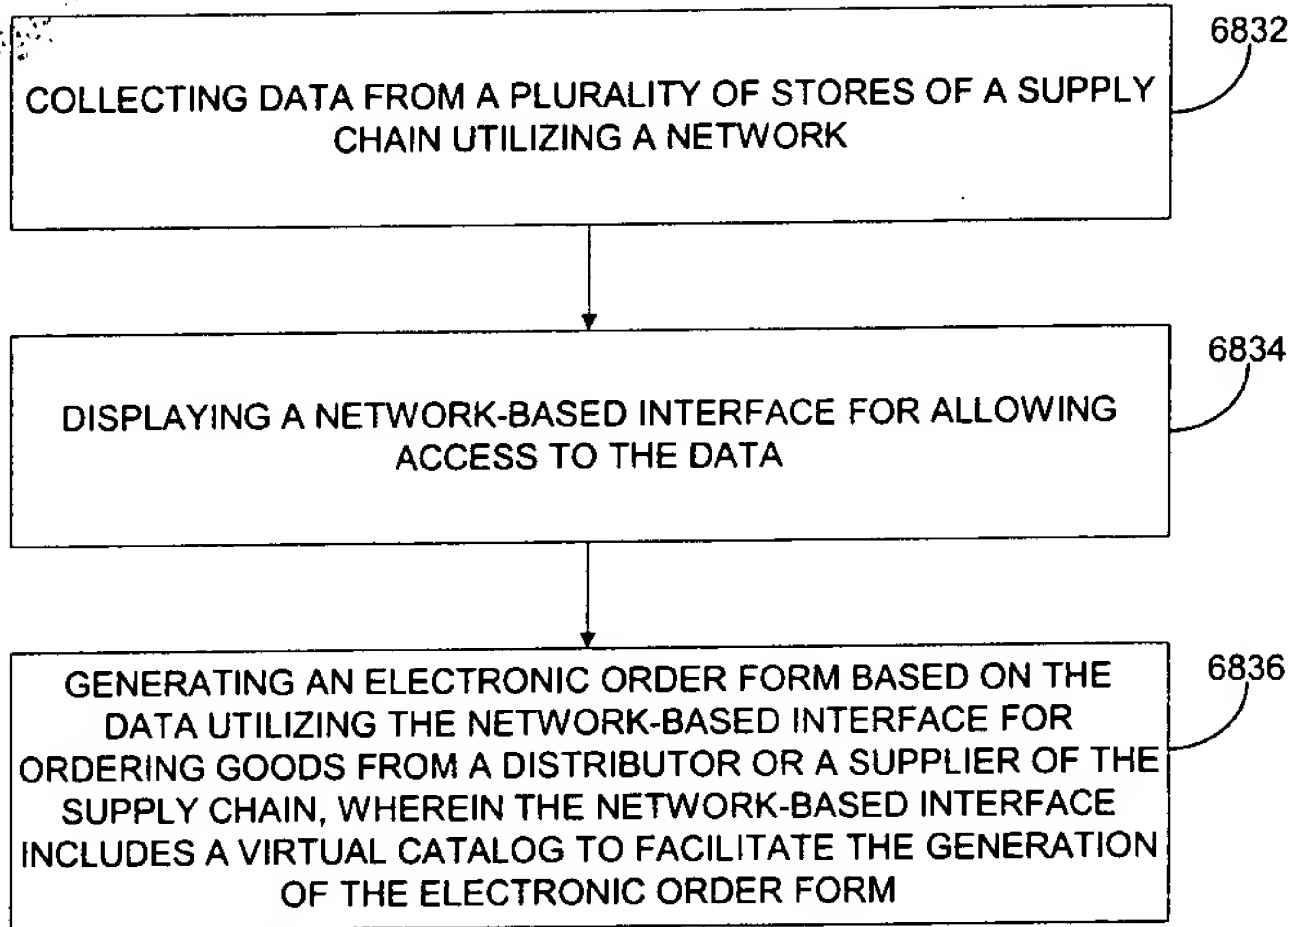 6832
COLLECTING DATA FROM A PLURALITY OF STORES OF A SUPPLY
CHAIN UTILIZING A NETWORK
6834
DISPLAYING A NETWORK-BASED INTERFACE FOR ALLOWING
ACCESS TO THE DATA
6836
GENERATING AN ELECTRONIC ORDER FORM BASED ON THE
DATA UTILIZING THE NETWORK-BASED INTERFACE FOR
ORDERING GOODS FROM A DISTRIBUTOR OR A SUPPLIER OF THE
SUPPLY CHAIN, WHEREIN THE NETWORK-BASED INTERFACE
INCLUDES A VIRTUAL CATALOG TO FACILITATE THE GENERATION
OF THE ELECTRONIC ORDER FORM